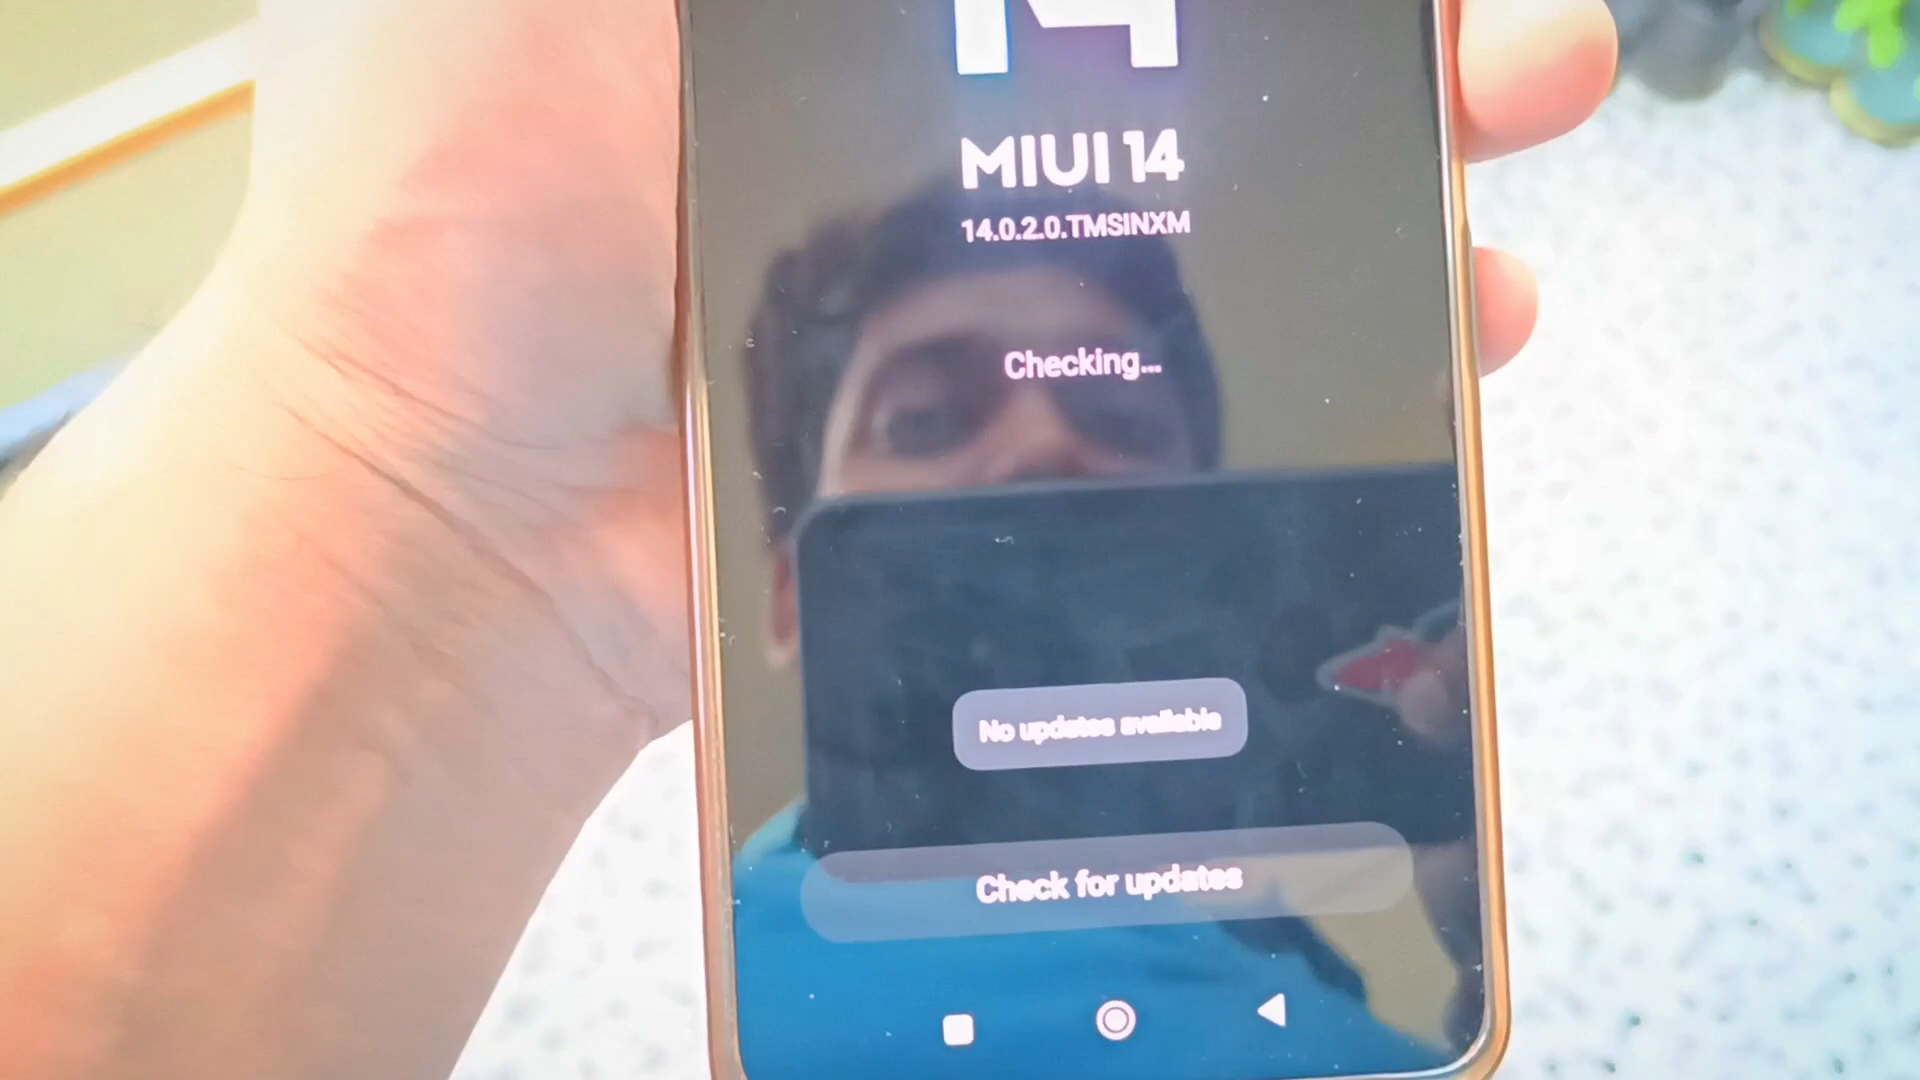 MIUI 14
14.0.2.0.TMSINXM
Checking...
No updates available
Check for updates